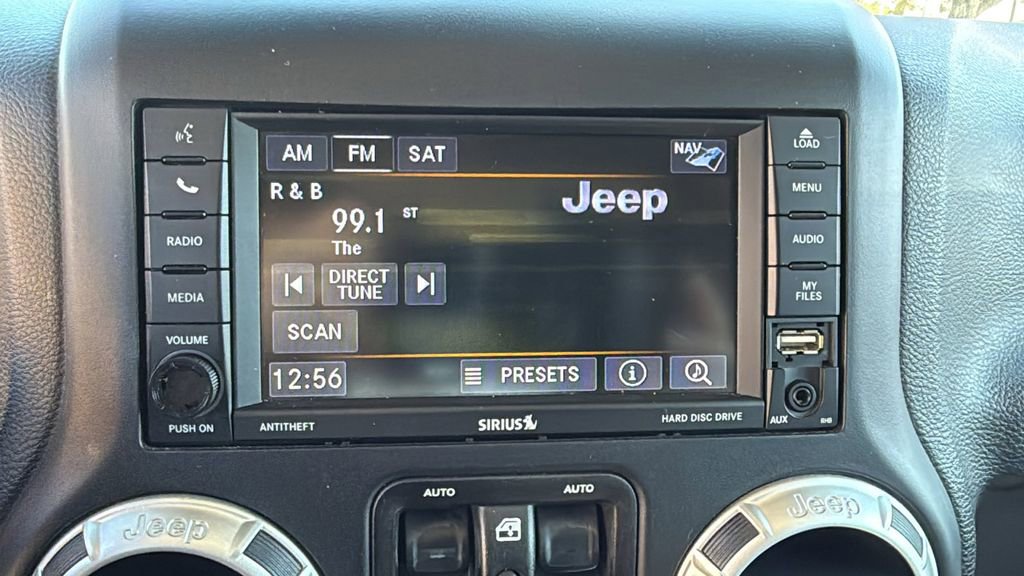 AM FM SAT NAV
R & B
Jeep
99.1 ST
The
DIRECT
TUNE
SCAN
12:56 PRESETS
RADIO
MEDIA
VOLUME
PUSH ON
LOAD
MENU
AUDIO
MY
FILES
AUX RHB
ANTITHEFT SIRIUS HARD DISC DRIVE
AUTO AUTO
Jeep Jeep